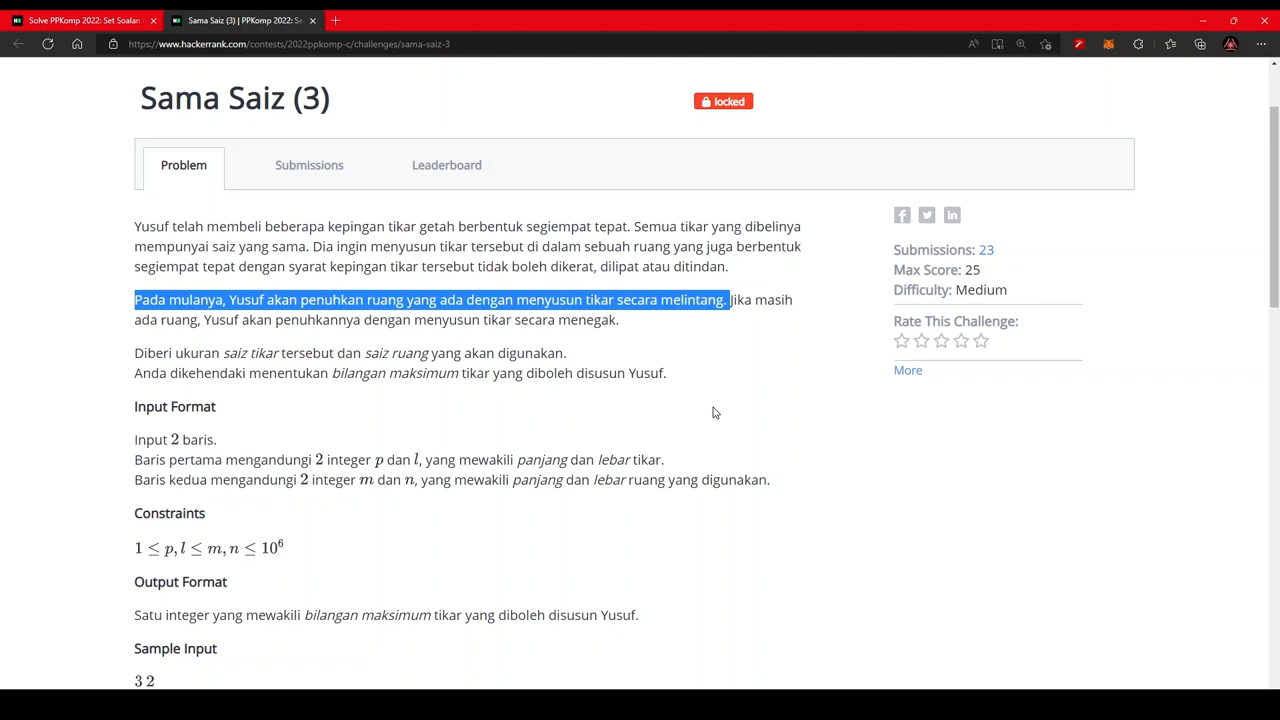 Solve PPKomp 2022: Set Soalan
Sama Saiz (3) | PPKomp 2022: Se
https://www.hackerrank.com/contests/2022ppkomp-c/challenges/sama-saiz-3
Sama Saiz (3)
locked
Problem
Submissions
Leaderboard
Yusuf telah membeli beberapa kepingan tikar getah berbentuk segiempat tepat. Semua tikar yang dibelinya
mempunyai saiz yang sama. Dia ingin menyusun tikar tersebut di dalam sebuah ruang yang juga berbentuk
segiempat tepat dengan syarat kepingan tikar tersebut tidak boleh dikerat, dilipat atau ditindan.
Pada mulanya, Yusuf akan penuhkan ruang yang ada dengan menyusun tikar secara melintang. Jika masih
ada ruang, Yusuf akan penuhkannya dengan menyusun tikar secara menegak.
Diberi ukuran saiz tikar tersebut dan saiz ruang yang akan digunakan.
Anda dikehendaki menentukan bilangan maksimum tikar yang diboleh disusun Yusuf.
Input Format
Input 2 baris.
Baris pertama mengandungi 2 integer p dan l, yang mewakili panjang dan lebar tikar.
Baris kedua mengandungi 2 integer m dan n, yang mewakili panjang dan lebar ruang yang digunakan.
Constraints
1 ≤ p, l ≤ m, n ≤ 10⁶
Output Format
Satu integer yang mewakili bilangan maksimum tikar yang diboleh disusun Yusuf.
Sample Input
3 2
Submissions: 23
Max Score: 25
Difficulty: Medium
Rate This Challenge:
More